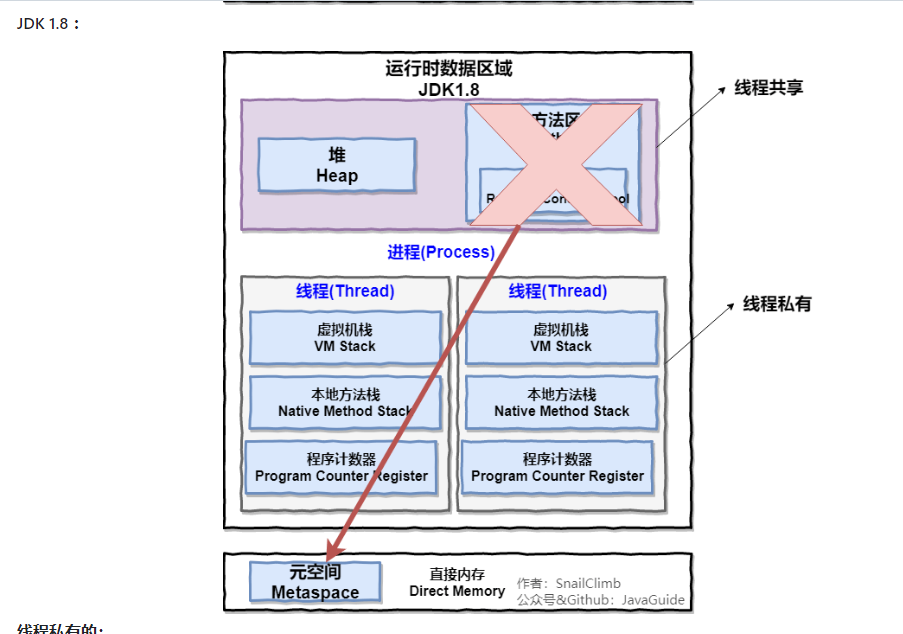 JDK 1.8 ：
运行时数据区域
JDK1.8
线程共享
方法区
堆
Heap
进程(Process)
线程(Thread)
线程(Thread)
线程私有
虚拟机栈
VM Stack
虚拟机栈
VM Stack
本地方法栈
Native Method Stack
本地方法栈
Native Method Stack
程序计数器
Program Counter Register
程序计数器
Program Counter Register
元空间
Metaspace
直接内存
Direct Memory
作者：SnailClimb
公众号&Github：JavaGuide
线程私有的：